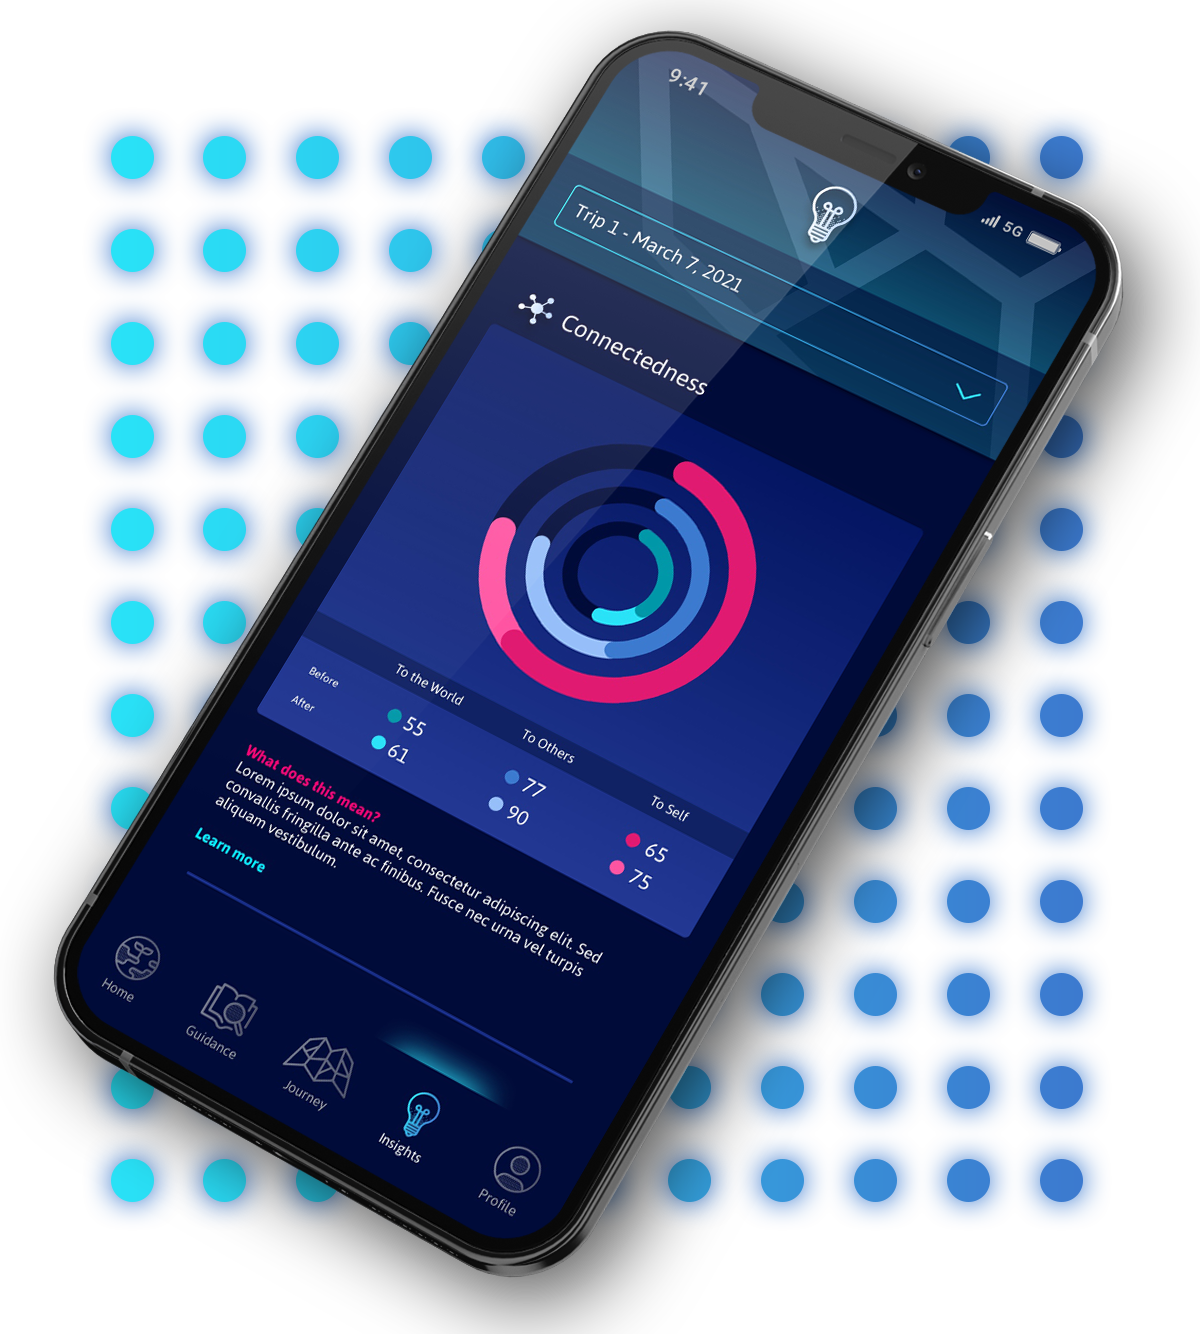 9:41
5G
Trip 1 - March 7, 2021
Connectedness
To the World
To Others
To Self
Before
55
77
65
After
61
90
75
What does this mean?
Lorem ipsum dolor sit amet, consectetur adipiscing elit. Sed
convallis fringilla ante ac finibus. Fusce nec urna vel turpis
aliquam vestibulum.
Learn more
Home
Guidance
Journey
Insights
Profile